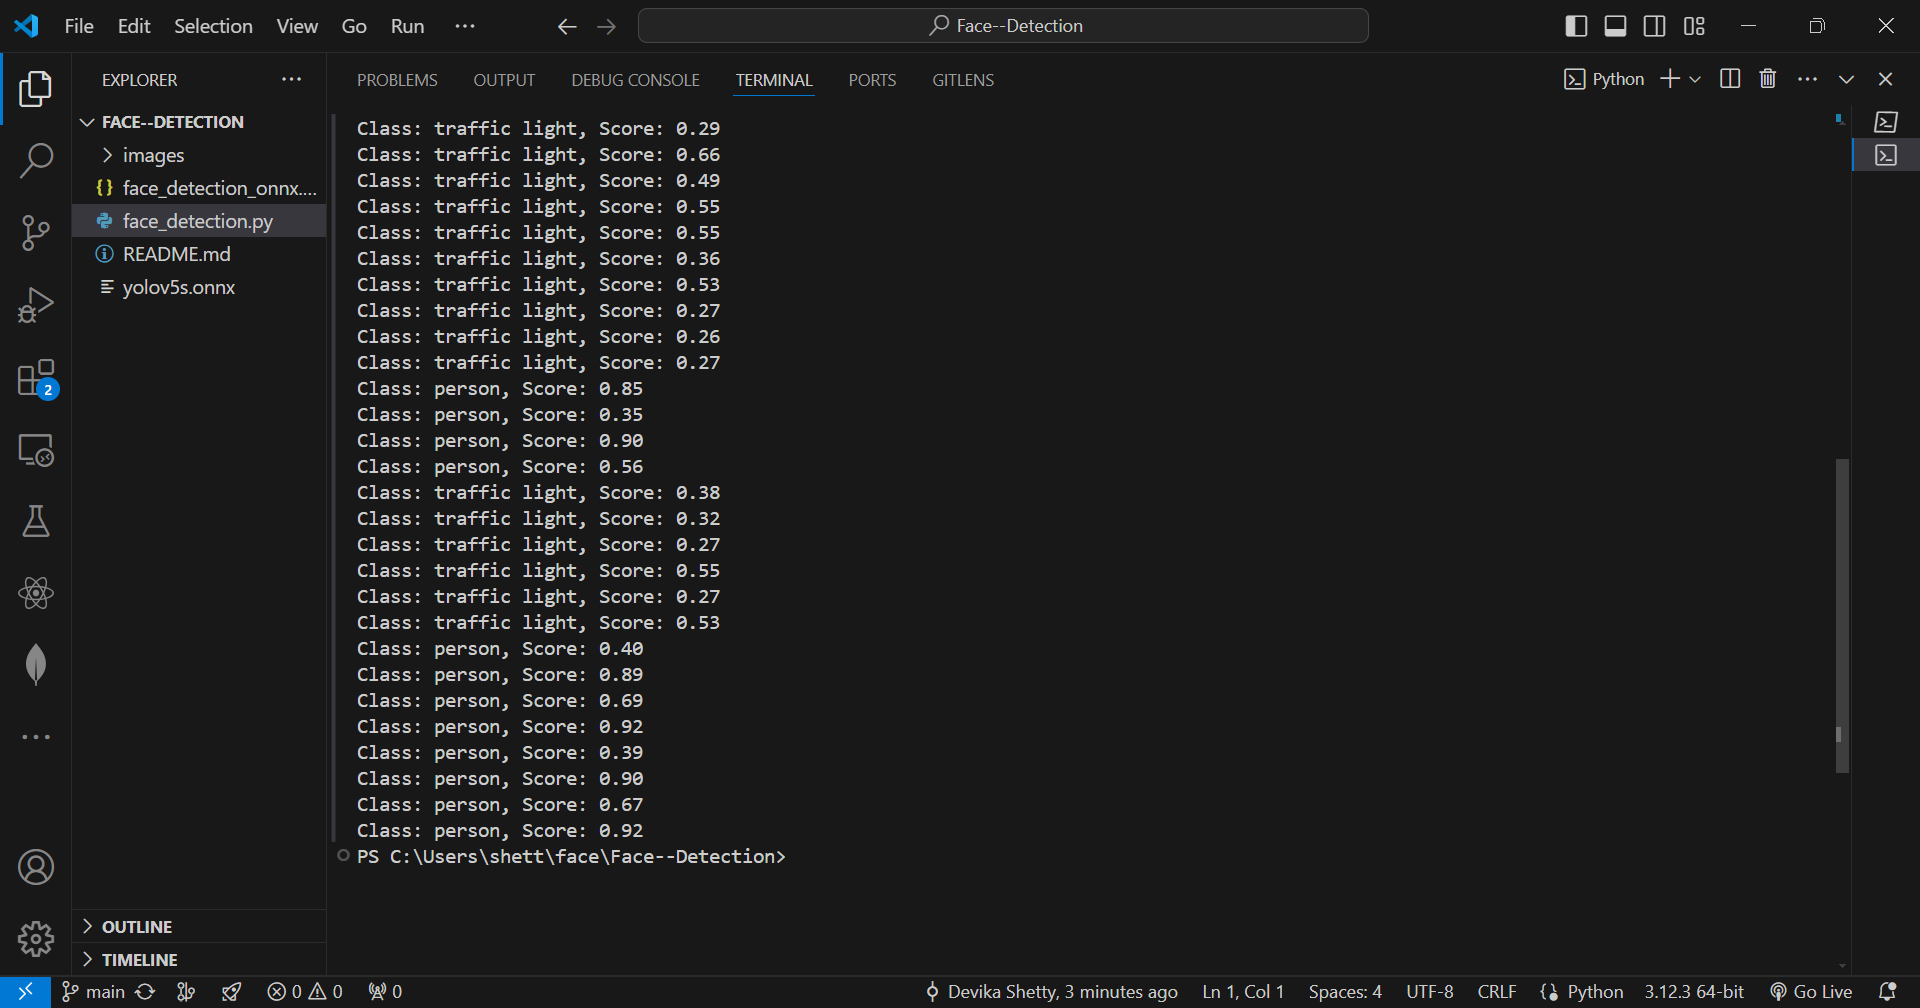 File Edit Selection View Go Run ··· Face--Detection
EXPLORER ···
FACE--DETECTION
images
{} face_detection_onnx....
face_detection.py
README.md
yolov5s.onnx
OUTLINE
TIMELINE
2
PROBLEMS OUTPUT DEBUG CONSOLE TERMINAL PORTS GITLENS Python
Class: traffic light, Score: 0.29
Class: traffic light, Score: 0.66
Class: traffic light, Score: 0.49
Class: traffic light, Score: 0.55
Class: traffic light, Score: 0.55
Class: traffic light, Score: 0.36
Class: traffic light, Score: 0.53
Class: traffic light, Score: 0.27
Class: traffic light, Score: 0.26
Class: traffic light, Score: 0.27
Class: person, Score: 0.85
Class: person, Score: 0.35
Class: person, Score: 0.90
Class: person, Score: 0.56
Class: traffic light, Score: 0.38
Class: traffic light, Score: 0.32
Class: traffic light, Score: 0.27
Class: traffic light, Score: 0.55
Class: traffic light, Score: 0.27
Class: traffic light, Score: 0.53
Class: person, Score: 0.40
Class: person, Score: 0.89
Class: person, Score: 0.69
Class: person, Score: 0.92
Class: person, Score: 0.39
Class: person, Score: 0.90
Class: person, Score: 0.67
Class: person, Score: 0.92
PS C:\Users\shett\face\Face--Detection>
main 0 0 0 Devika Shetty, 3 minutes ago Ln 1, Col 1 Spaces: 4 UTF-8 CRLF Python 3.12.3 64-bit Go Live